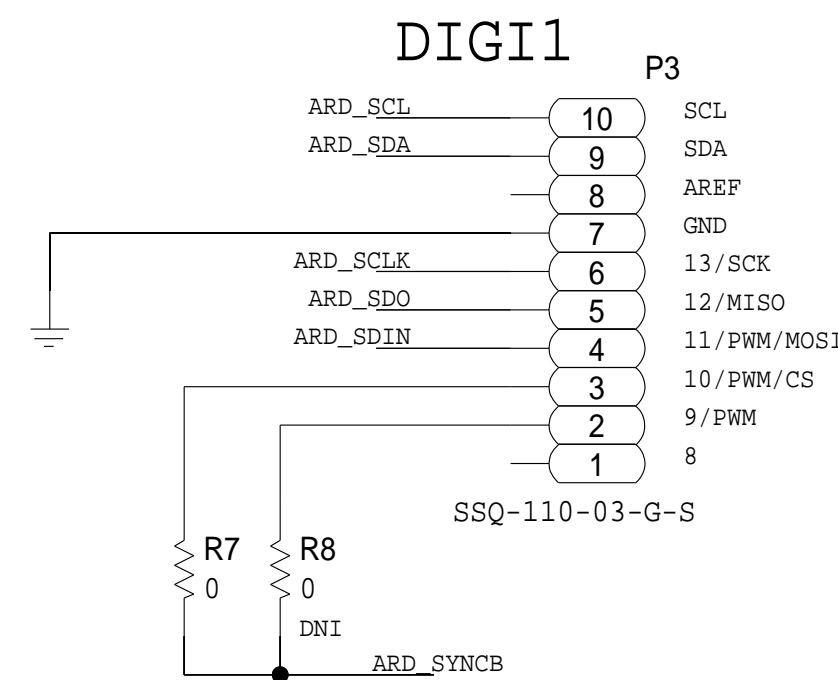 DIGI1
P3
ARD_SCL 10 SCL
ARD_SDA 9 SDA
8 AREF
7 GND
ARD_SCLK 6 13/SCK
ARD_SDO 5 12/MISO
ARD_SDIN 4 11/PWM/MOSI
3 10/PWM/CS
2 9/PWM
1 8
SSQ-110-03-G-S
R7 R8
0 0
DNI
ARD_SYNCB